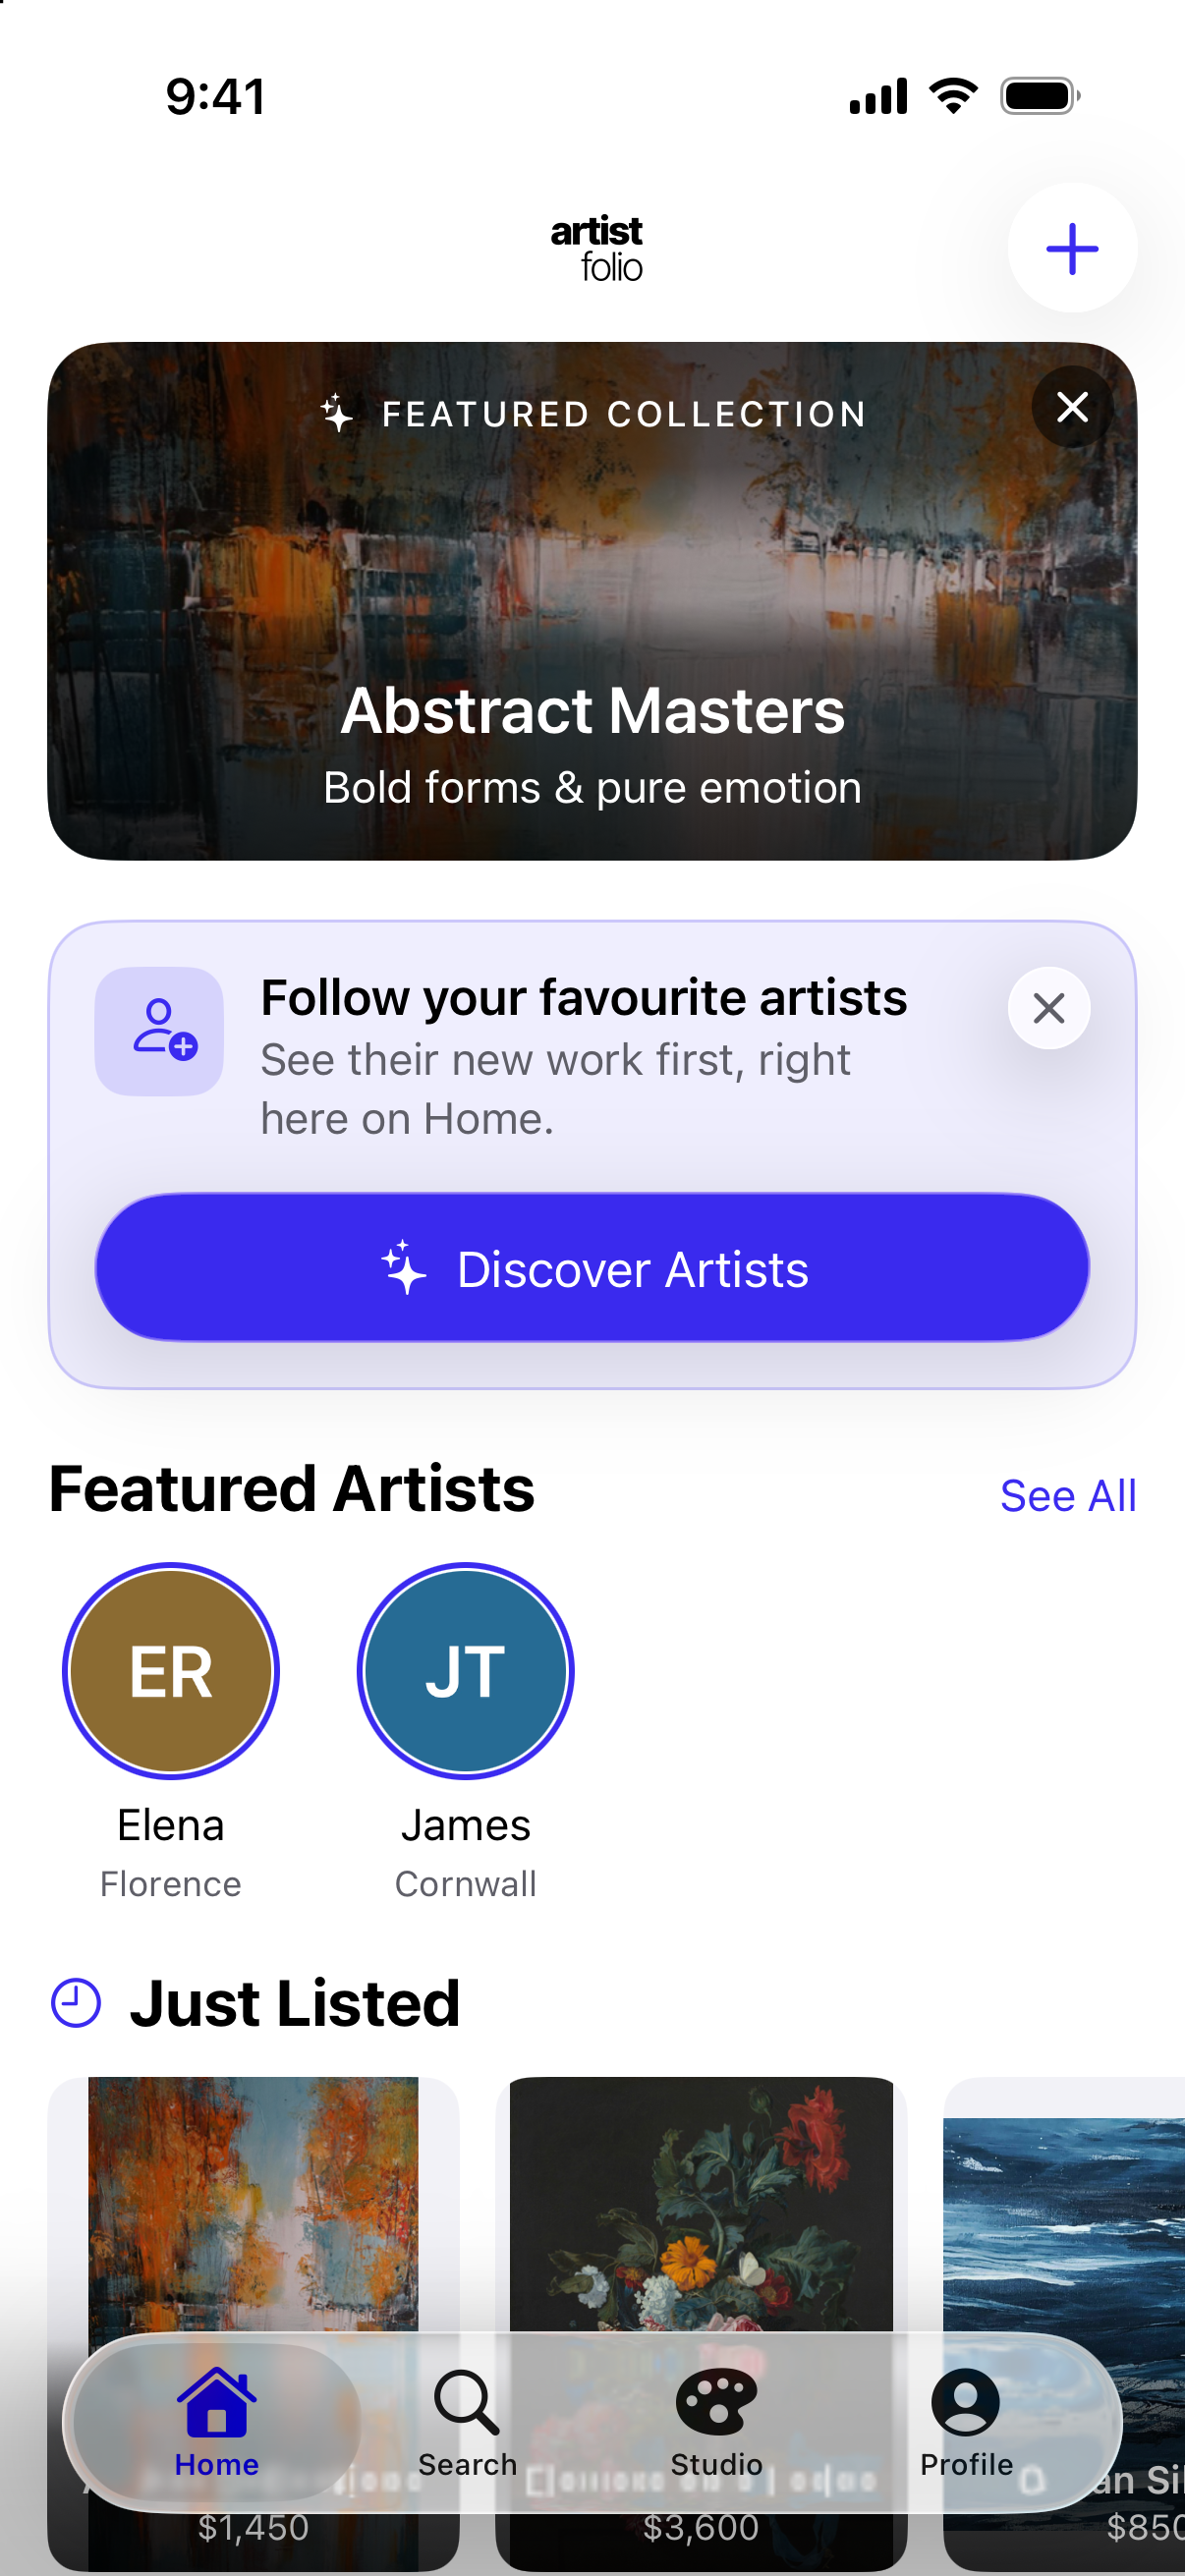 9:41
artist
folio
FEATURED COLLECTION
Abstract Masters
Bold forms & pure emotion
Follow your favourite artists
See their new work first, right
here on Home.
Discover Artists
Featured Artists
See All
ER
JT
Elena
James
Florence
Cornwall
Just Listed
Home
Search
Studio
Profile
$1,450
$3,600
$850